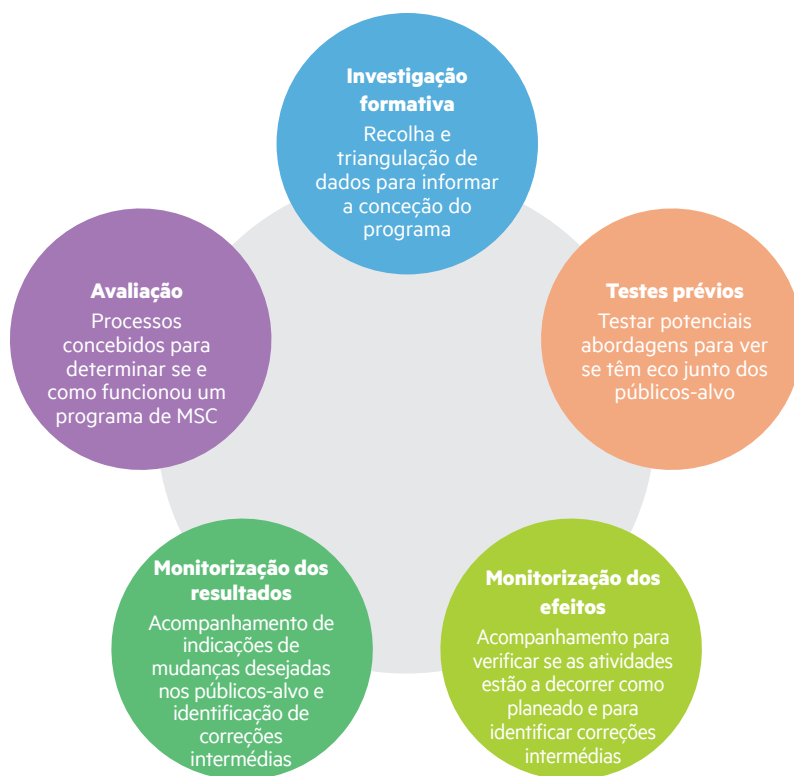 Investigação
formativa
Recolha e
triangulação de
dados para informar
a conceção do
programa
Testes prévios
Testar potenciais
abordagens para ver
se têm eco junto dos
públicos-alvo
Monitorização dos
efeitos
Acompanhamento para
verificar se as atividades
estão a decorrer como
planeado e para
identificar correções
intermédias
Monitorização dos
resultados
Acompanhamento de
indicações de
mudanças desejadas
nos públicos-alvo e
identificação de
correções
intermédias
Avaliação
Processos
concebidos para
determinar se e
como funcionou um
programa de MSC